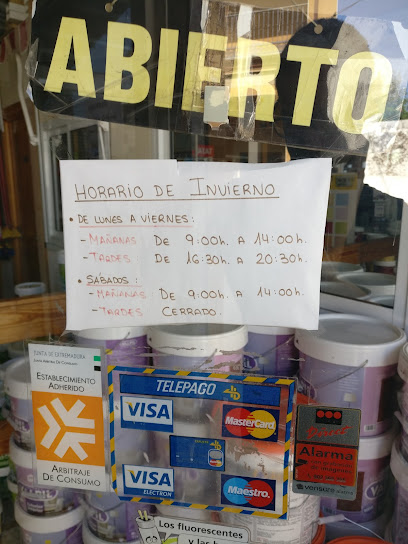 ABIERTO
HORARIO DE INVIERNO
• DE LUNES A VIERNES:
- MAÑANAS DE 9:00h. A 14:00h.
- TARDES DE 16:30h. A 20:30h.
• SÁBADOS:
- MAÑANAS DE 9:00h. A 14:00h.
- TARDES CERRADO.
JUNTA DE EXTREMADURA
ESTABLECIMIENTO
ADHERIDO
ARBITRAJE
DE CONSUMO
TELEPAGO
VISA
MasterCard
VISA
ELECTRON
Maestro
Alarma
Los fluorescentes